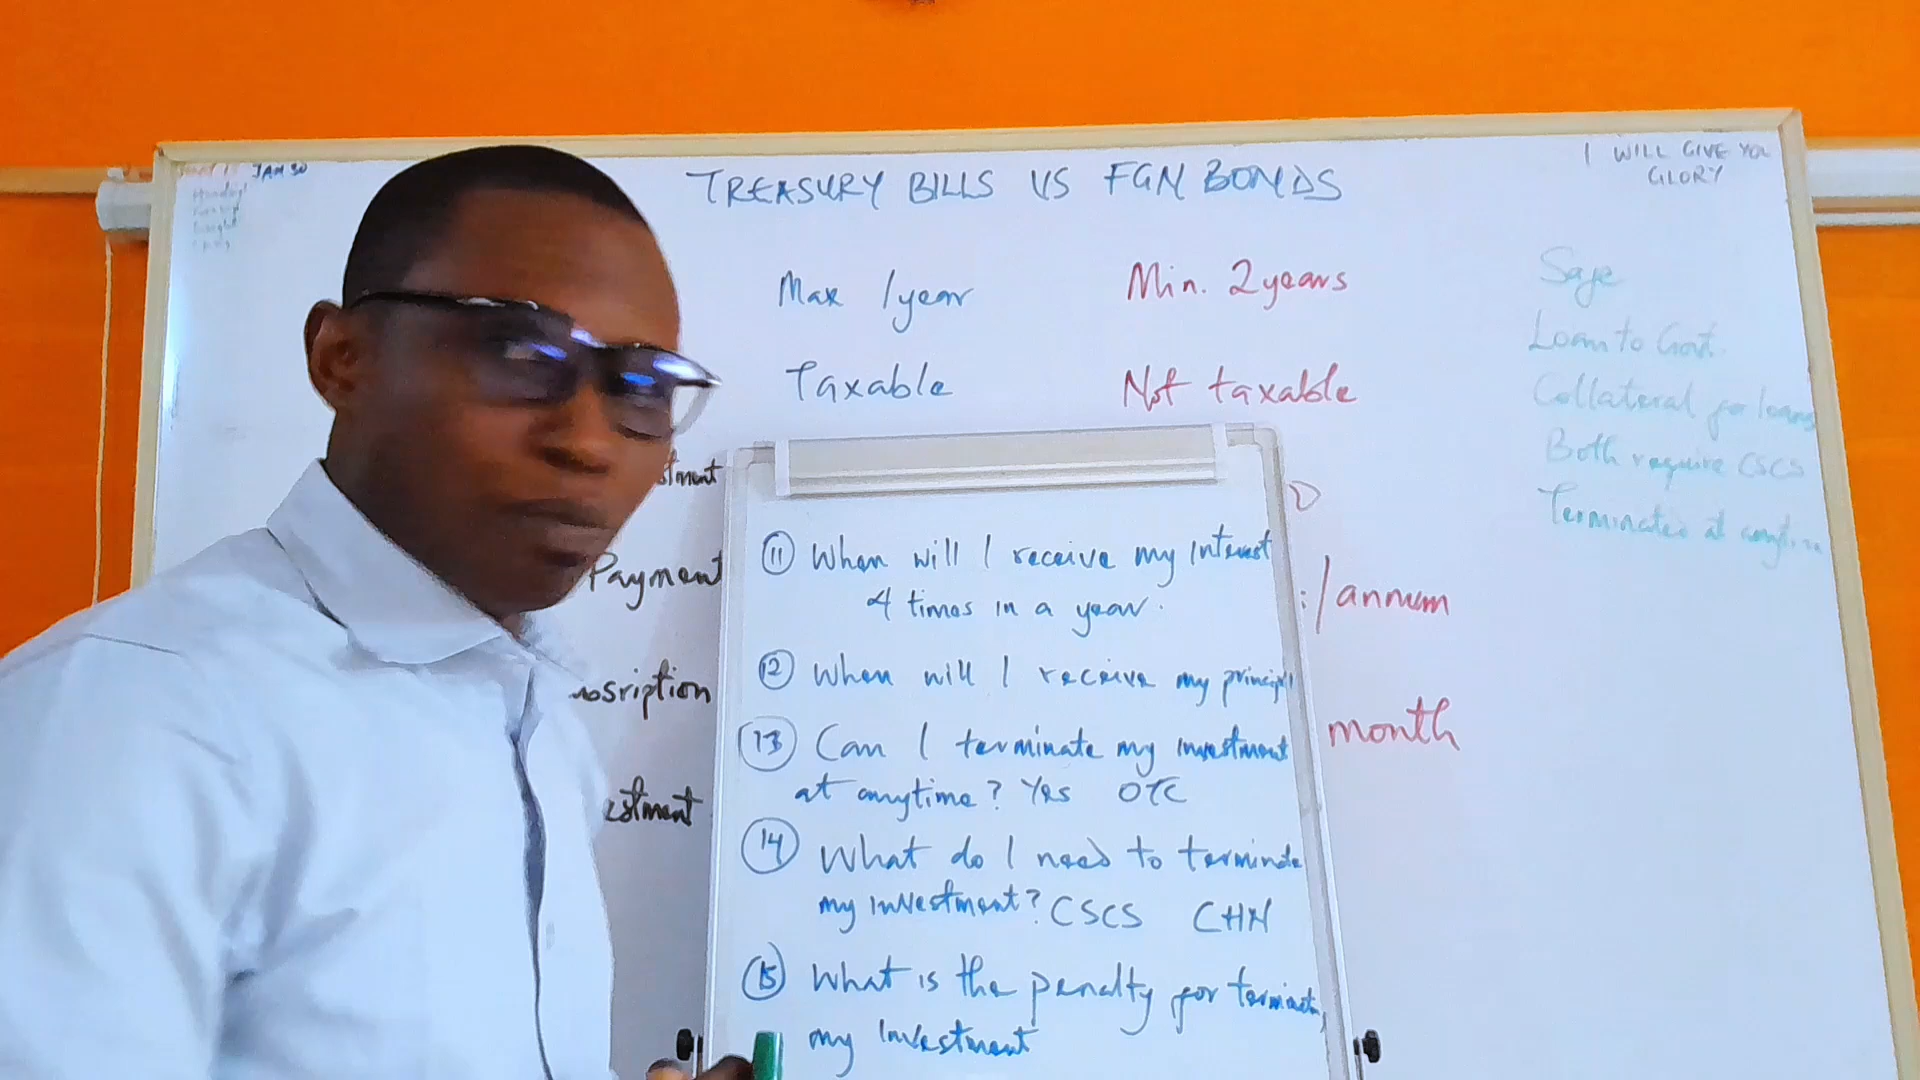 JAN 30
TREASURY BILLS VS FGN BONDS
I WILL GIVE YOU
GLORY
Max 1year
Min. 2years
Taxable
Not taxable
Safe
Loan to Govt.
Collateral for loans
Both require CSCS
Terminates at anytime
stment
Payment
:/annum
bsription
month
estment
11 When will I receive my Interest
4 times in a year.
12 When will I receive my principal
13 Can I terminate my investment
at anytime? Yes OTC
14 What do I need to terminate
my investment? CSCS CHN
15 What is the penalty for terminating
my Investment